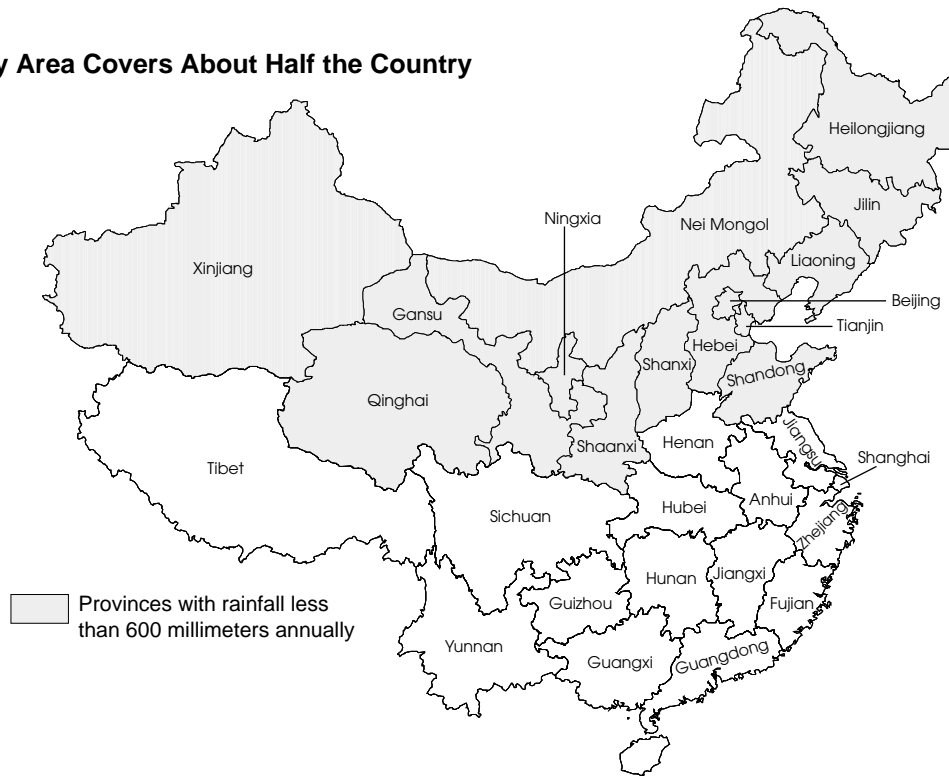 y Area Covers About Half the Country
Heilongjiang
Jilin
Ningxia
Nei Mongol
Liaoning
Xinjiang
Beijing
Gansu
Tianjin
Hebei
Shanxi
Shandong
Qinghai
Jiangsu
Henan
Shaanxi
Shanghai
Tibet
Anhui
Hubei
Sichuan
Zhejiang
Jiangxi
Hunan
Provinces with rainfall less
than 600 millimeters annually
Guizhou
Fujian
Yunnan
Guangdong
Guangxi